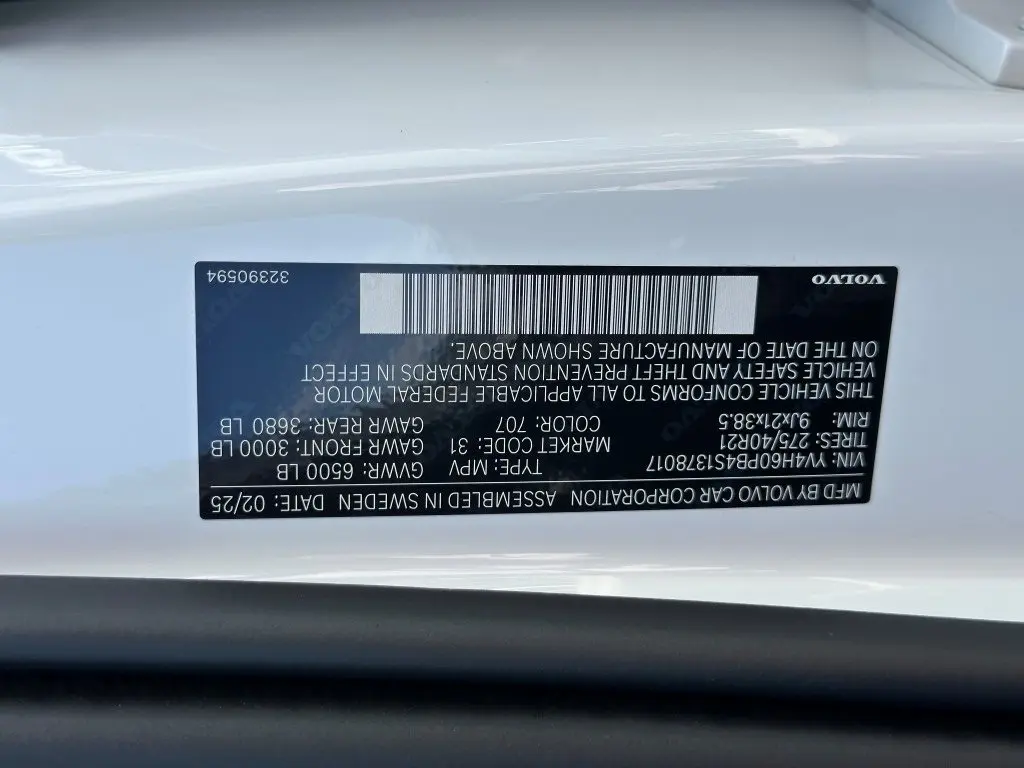 MFD BY VOLVO CAR CORPORATION ASSEMBLED IN SWEDEN DATE: 02/25
VIN: YV4H60PB4S1378017 TYPE: MPV GVWR: 6500 LB
TIRES: 275/40R21 MARKET CODE: 31 GAWR FRONT: 3000 LB
RIM: 9Jx21x38.5 COLOR: 707 GAWR REAR: 3680 LB
THIS VEHICLE CONFORMS TO ALL APPLICABLE FEDERAL MOTOR
VEHICLE SAFETY AND THEFT PREVENTION STANDARDS IN EFFECT
ON THE DATE OF MANUFACTURE SHOWN ABOVE.
VOLVO 32390594